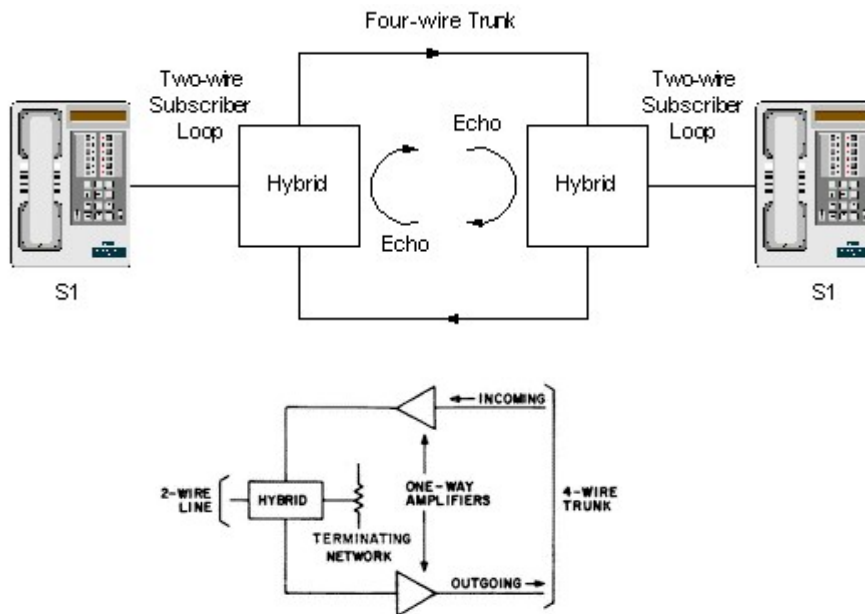 Four-wire Trunk
Two-wire
Subscriber
Loop
Two-wire
Subscriber
Loop
Echo
Hybrid
Hybrid
Echo
S1
S1
INCOMING
2-WIRE
LINE
HYBRID
ONE-WAY
AMPLIFIERS
4-WIRE
TRUNK
TERMINATING
NETWORK
OUTGOING